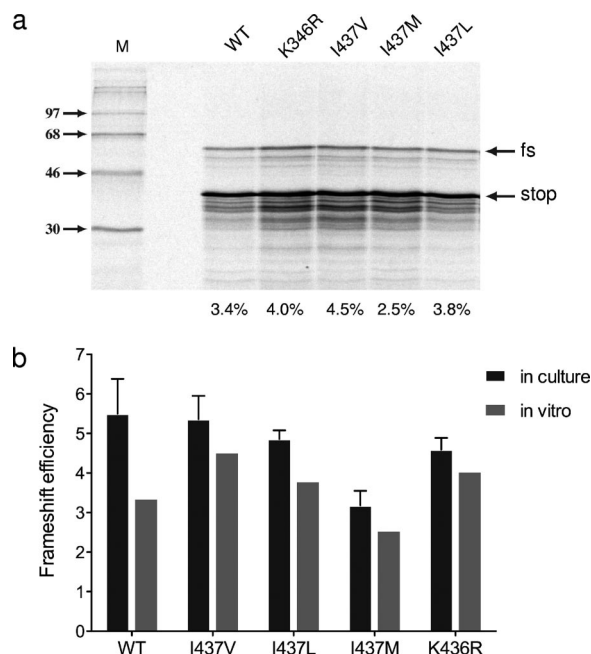 a
M WT K346R I437V I437M I437L
97
68
46
30
fs
stop
3.4% 4.0% 4.5% 2.5% 3.8%
b
Frameshift efficiency
7
6
5
4
3
2
1
0
in culture
in vitro
WT I437V I437L I437M K436R